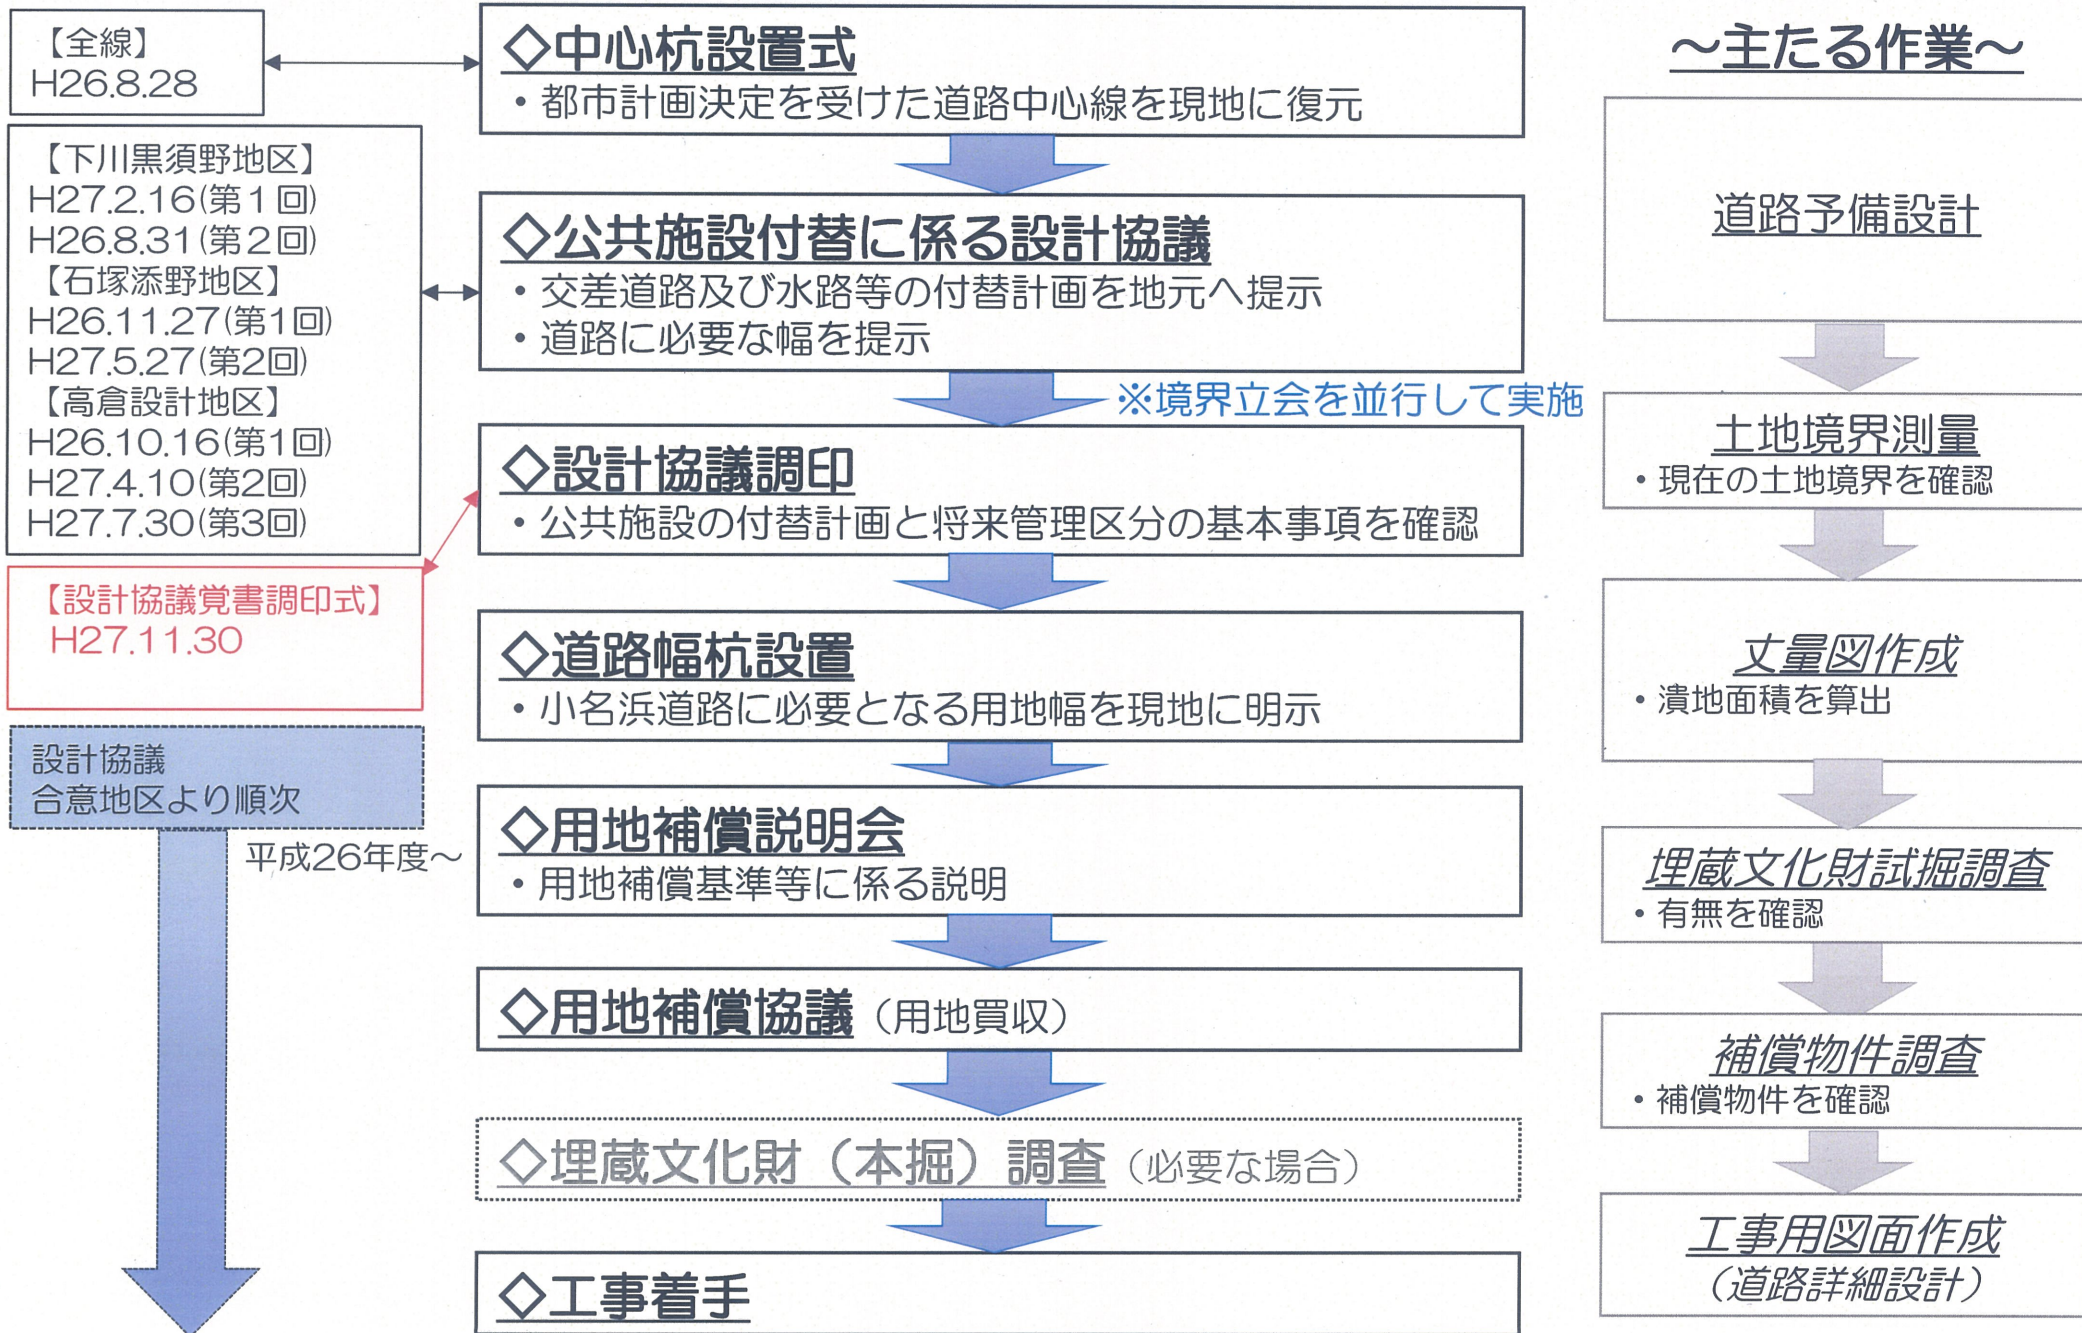 【全線】
H26.8.28
【下川黒須野地区】
H27.2.16(第1回)
H26.8.31(第2回)
【石塚添野地区】
H26.11.27(第1回)
H27.5.27(第2回)
【高倉設計地区】
H26.10.16(第1回)
H27.4.10(第2回)
H27.7.30(第3回)
【設計協議覚書調印式】
H27.11.30
設計協議
合意地区より順次
平成26年度～
◇中心杭設置式
・都市計画決定を受けた道路中心線を現地に復元
◇公共施設付替に係る設計協議
・交差道路及び水路等の付替計画を地元へ提示
・道路に必要な幅を提示
※境界立会を並行して実施
◇設計協議調印
・公共施設の付替計画と将来管理区分の基本事項を確認
◇道路幅杭設置
・小名浜道路に必要となる用地幅を現地に明示
◇用地補償説明会
・用地補償基準等に係る説明
◇用地補償協議（用地買収）
◇埋蔵文化財（本掘）調査（必要な場合）
◇工事着手
～主たる作業～
道路予備設計
土地境界測量
・現在の土地境界を確認
丈量図作成
・潰地面積を算出
埋蔵文化財試掘調査
・有無を確認
補償物件調査
・補償物件を確認
工事用図面作成
（道路詳細設計）